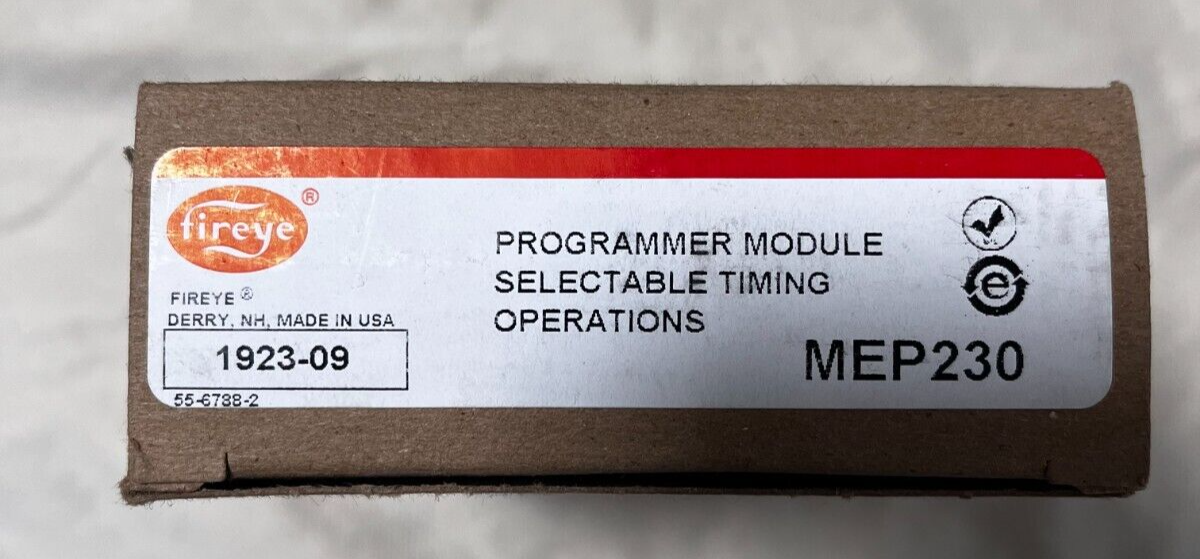 fireye®
FIREYE®
DERRY, NH, MADE IN USA
1923-09
55-6788-2
PROGRAMMER MODULE
SELECTABLE TIMING
OPERATIONS
MEP230
e